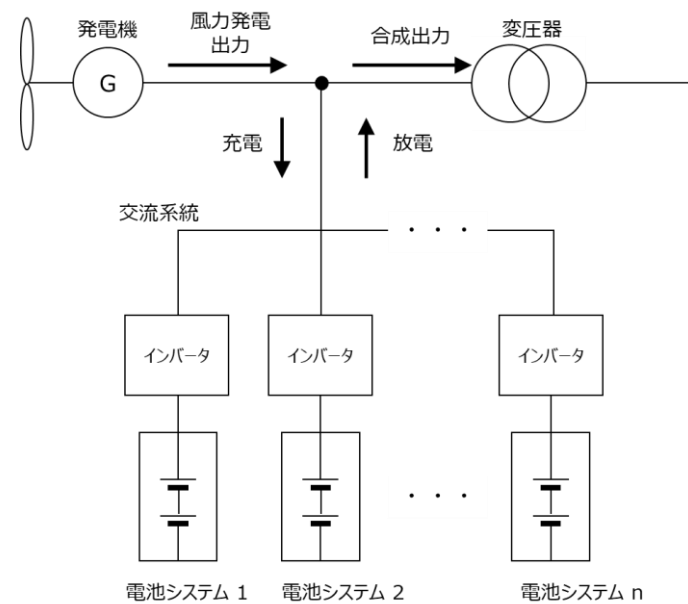 発電機
風力発電
出力
合成出力
変圧器
G
充電
放電
交流系統
・・・
インバータ
インバータ
インバータ
・・・
電池システム 1
電池システム 2
電池システム n